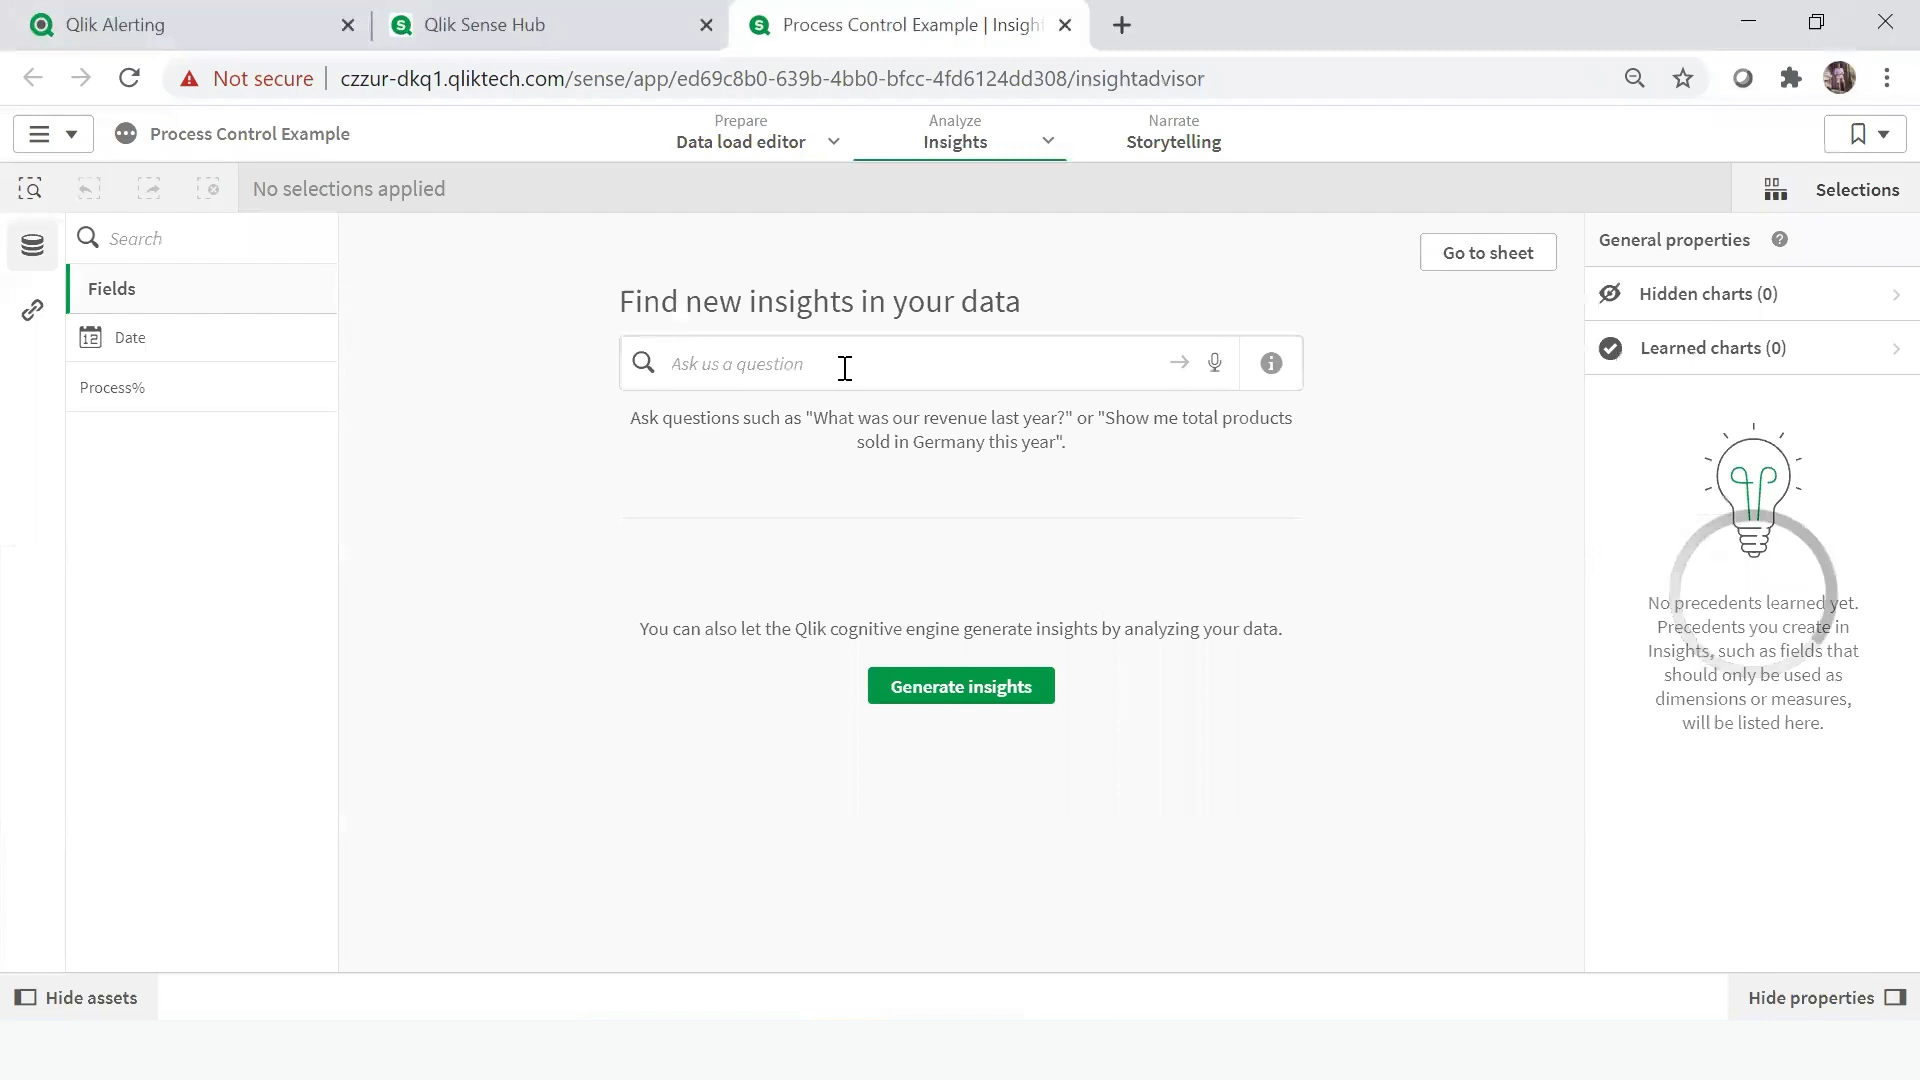 Qlik Alerting
Qlik Sense Hub
Process Control Example | Insigh
Not secure
czzur-dkq1.qliktech.com/sense/app/ed69c8b0-639b-4bb0-bfcc-4fd6124dd308/insightadvisor
Process Control Example
Prepare
Data load editor
Analyze
Insights
Narrate
Storytelling
No selections applied
Selections
Search
Fields
12 Date
Process%
Go to sheet
Find new insights in your data
Ask us a question
Ask questions such as "What was our revenue last year?" or "Show me total products
sold in Germany this year".
You can also let the Qlik cognitive engine generate insights by analyzing your data.
Generate insights
General properties
Hidden charts (0)
Learned charts (0)
No precedents learned yet.
Precedents you create in
Insights, such as fields that
should only be used as
dimensions or measures,
will be listed here.
Hide assets
Hide properties